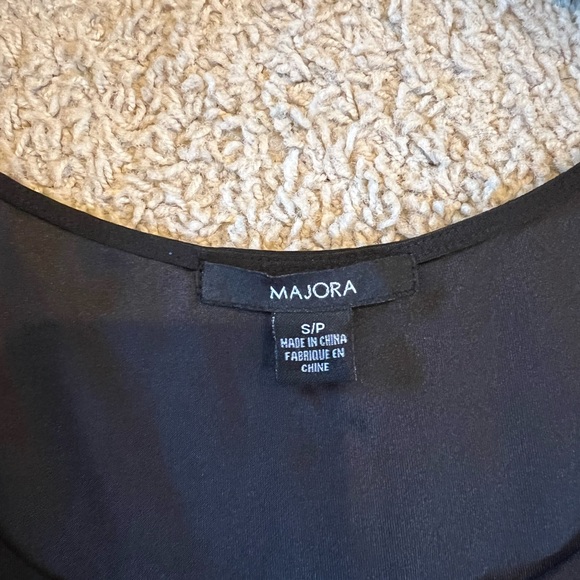 MAJORA
S/P
MADE IN CHINA
FABRIQUE EN
CHINE